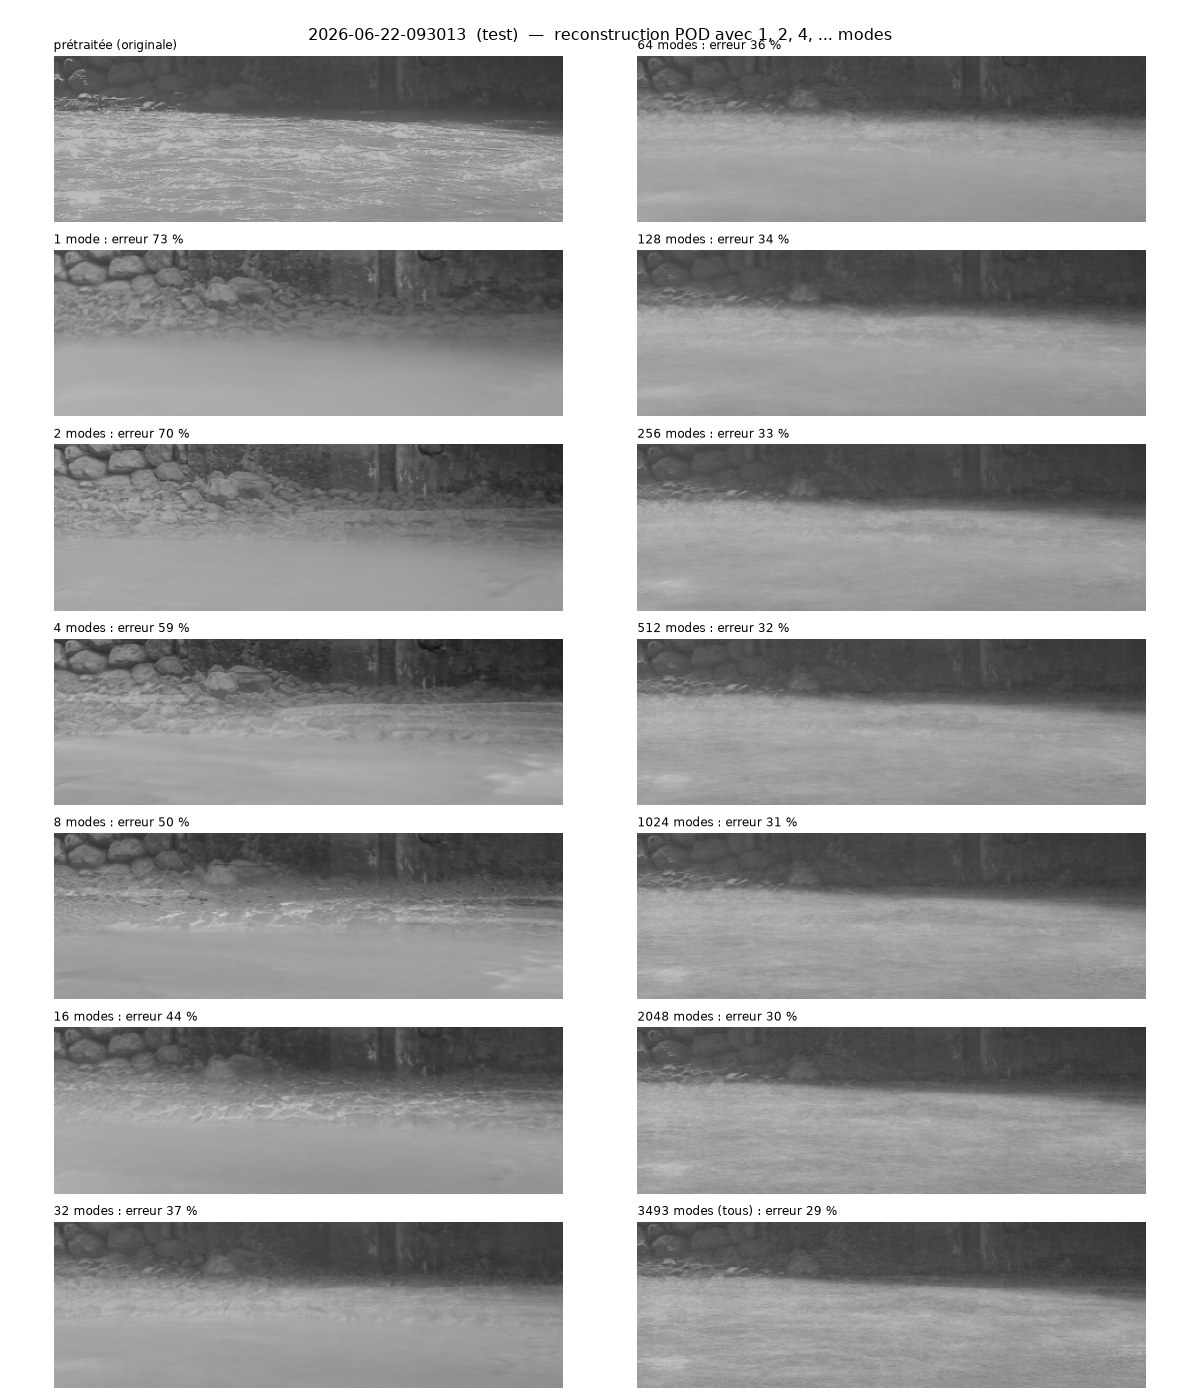 2026-06-22-093013  (test)  —  reconstruction POD avec 1, 2, 4, ... modes
prétraitée (originale)
64 modes : erreur 36 %
1 mode : erreur 73 %
128 modes : erreur 34 %
2 modes : erreur 70 %
256 modes : erreur 33 %
4 modes : erreur 59 %
512 modes : erreur 32 %
8 modes : erreur 50 %
1024 modes : erreur 31 %
16 modes : erreur 44 %
2048 modes : erreur 30 %
32 modes : erreur 37 %
3493 modes (tous) : erreur 29 %